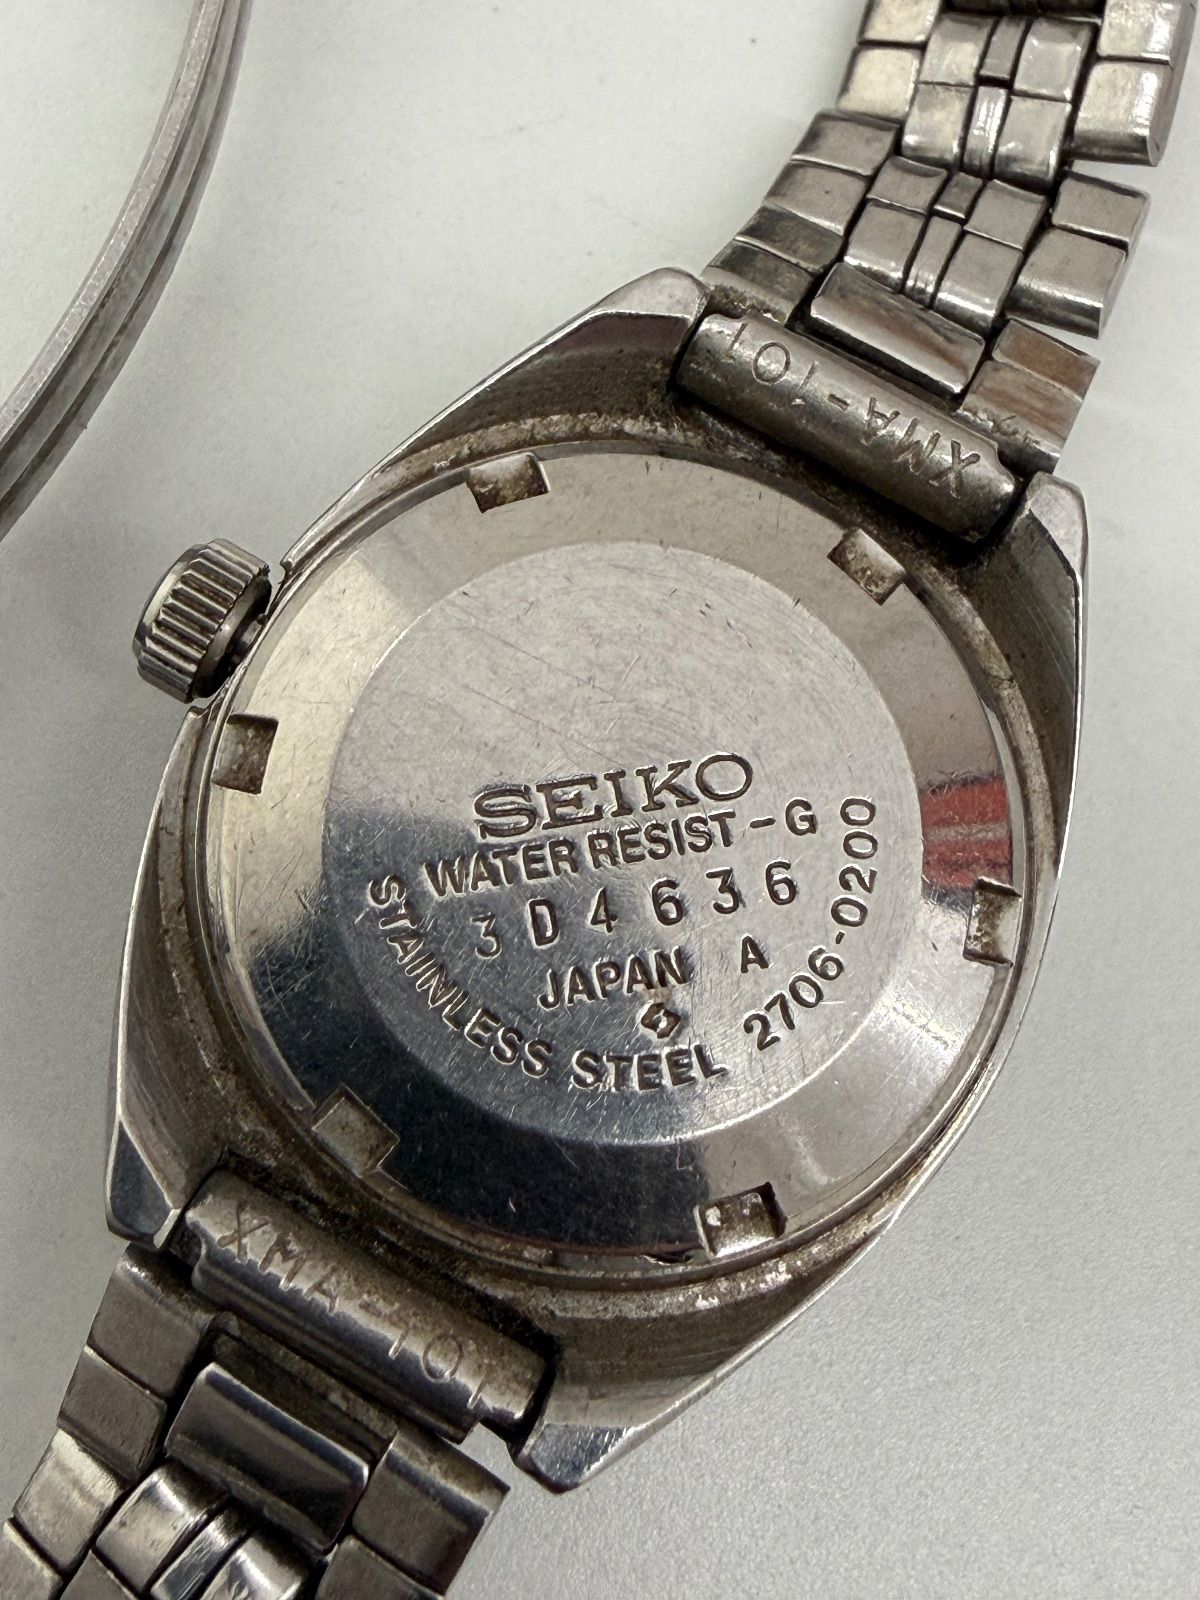 XMA-101
SEIKO
WATER RESIST-G
3D4636
JAPAN A
STAINLESS STEEL 2706-0200
XMA-101